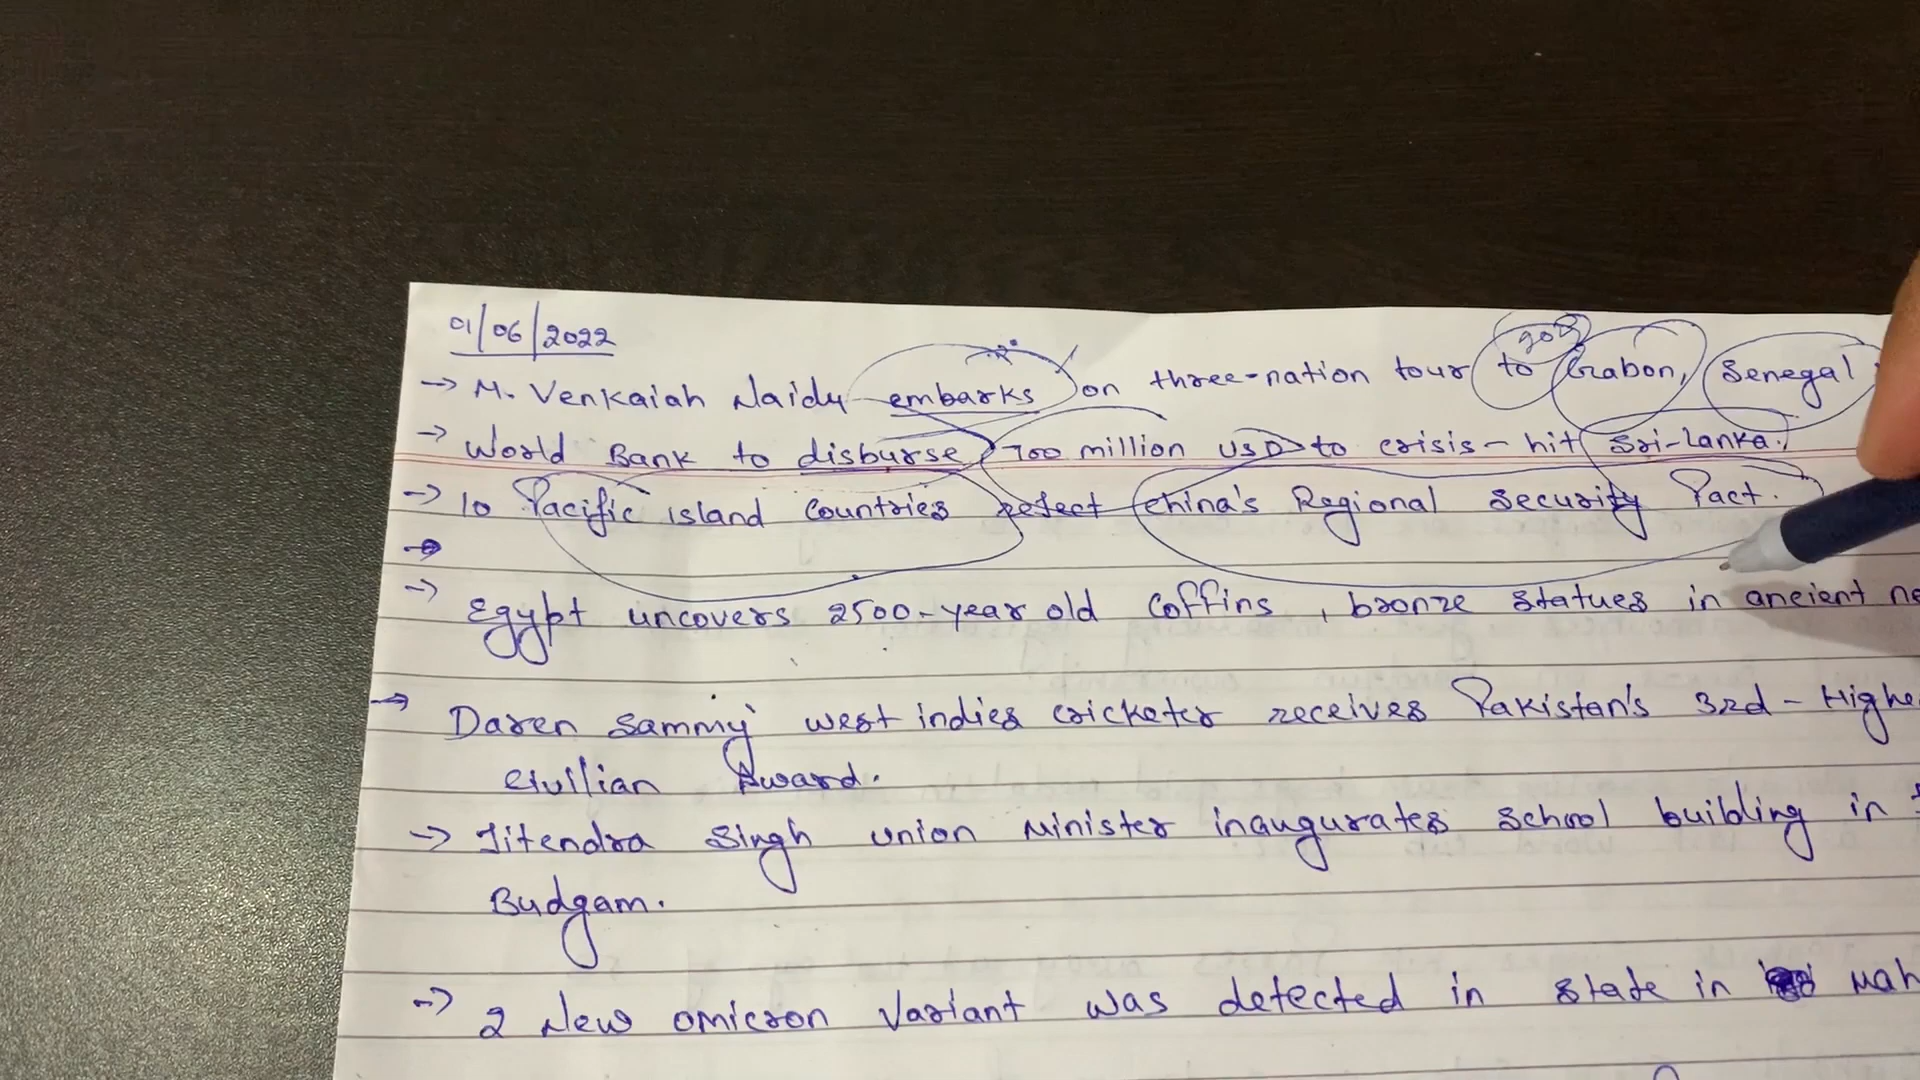 01/06/2022
→ M. Venkaiah Naidu embarks on three-nation tour to Gabon, Senegal
→ World Bank to disburse 700 million USD to crisis-hit Sri-Lanka.
→ 10 Pacific island Countries reject China's Regional Security Pact.
→
→ Egypt uncovers 2500-year old Coffins, bronze statues in ancient ne
→ Daren Sammy west indies cricketer receives Pakistan's 3rd-Highe
Civilian Award.
→ Jitendra Singh union Minister inaugurates School building in
Budgam.
→ 2 New omicron Variant was detected in state in Mah